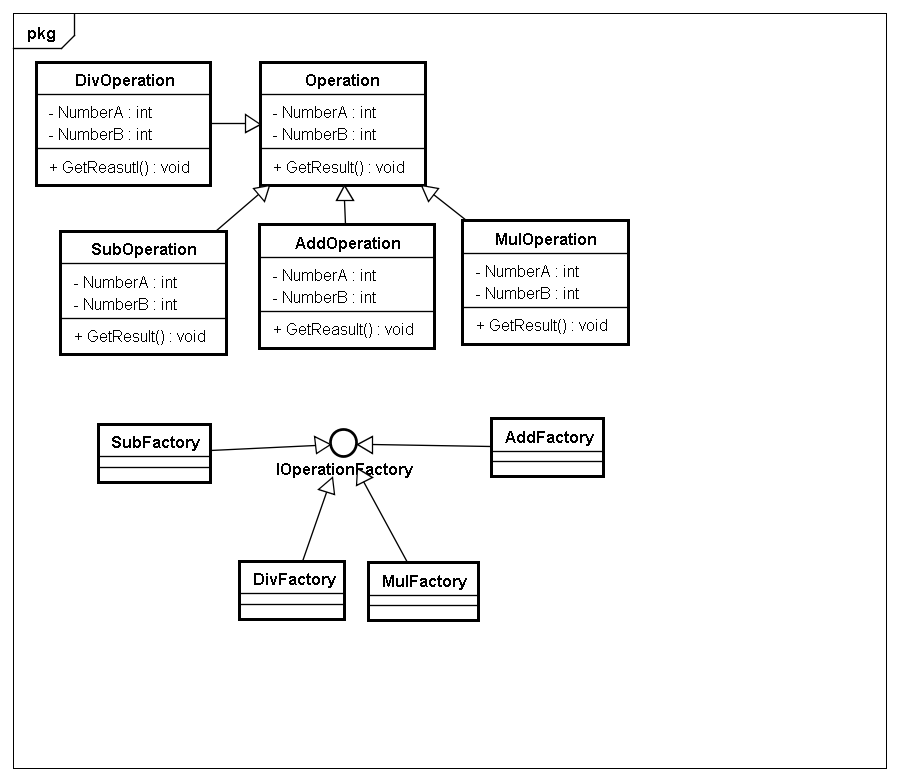 pkg
DivOperation
- NumberA : int
- NumberB : int
+ GetReasutl() : void
Operation
- NumberA : int
- NumberB : int
+ GetResult() : void
SubOperation
- NumberA : int
- NumberB : int
+ GetResult() : void
AddOperation
- NumberA : int
- NumberB : int
+ GetReasult() : void
MulOperation
- NumberA : int
- NumberB : int
+ GetResult() : void
SubFactory
IOperationFactory
AddFactory
DivFactory
MulFactory